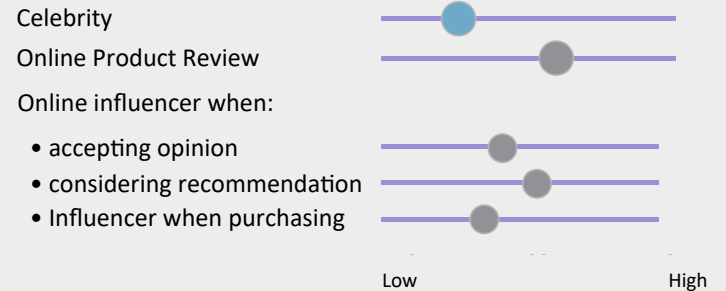 Celebrity
Online Product Review
Online influencer when:
• accepting opinion
• considering recommendation
• Influencer when purchasing
Low High